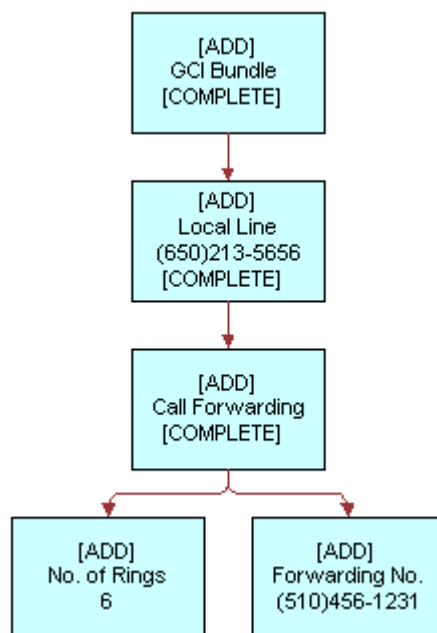 [ADD]
GCI Bundle
[COMPLETE]
[ADD]
Local Line
(650)213-5656
[COMPLETE]
[ADD]
Call Forwarding
[COMPLETE]
[ADD]
No. of Rings
6
[ADD]
Forwarding No.
(510)456-1231